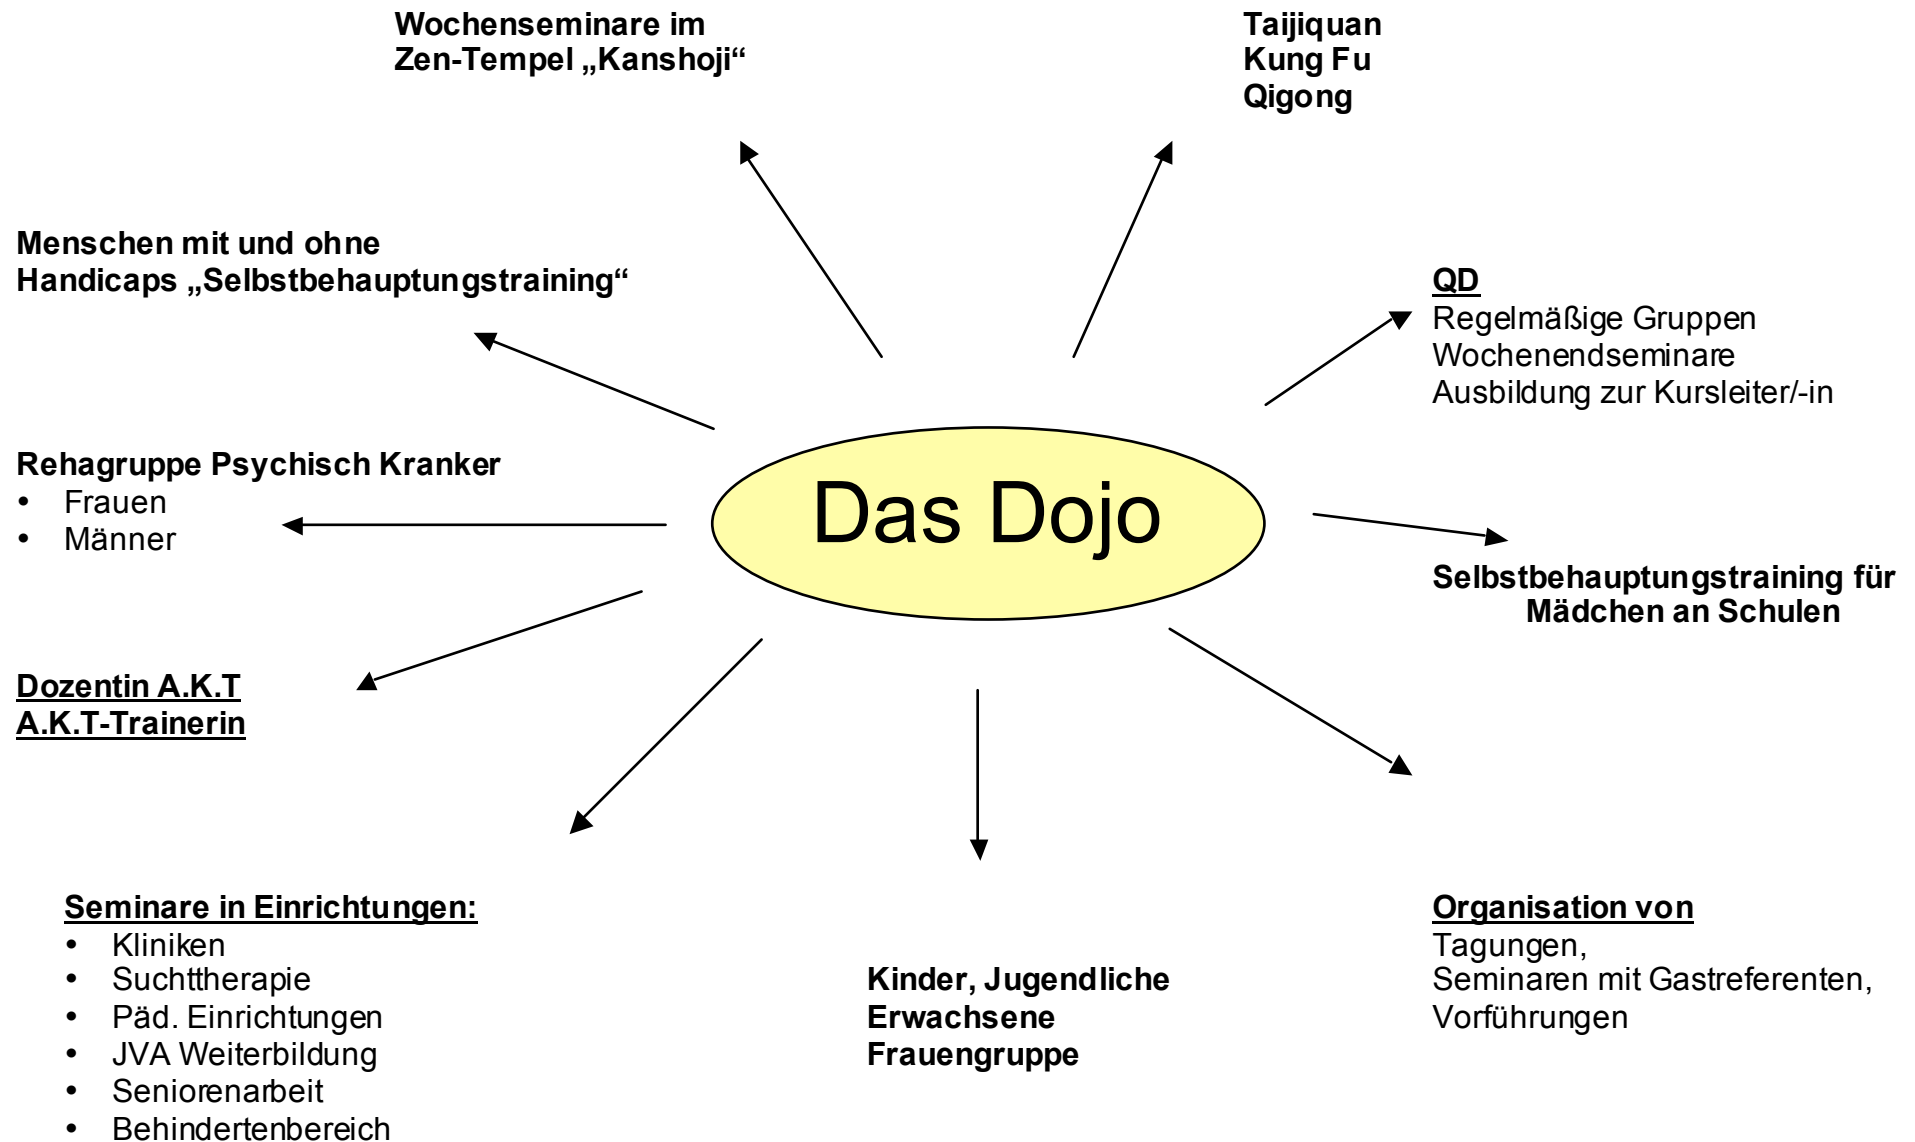 Wochenseminare im
Zen-Tempel „Kanshoji“
Taijiquan
Kung Fu
Qigong
Menschen mit und ohne
Handicaps „Selbstbehauptungstraining“
QD
Regelmäßige Gruppen
Wochenendseminare
Ausbildung zur Kursleiter/-in
Rehagruppe Psychisch Kranker
• Frauen
• Männer
Das Dojo
Selbstbehauptungstraining für
Mädchen an Schulen
Dozentin A.K.T
A.K.T-Trainerin
Seminare in Einrichtungen:
• Kliniken
• Suchttherapie
• Päd. Einrichtungen
• JVA Weiterbildung
• Seniorenarbeit
• Behindertenbereich
Kinder, Jugendliche
Erwachsene
Frauengruppe
Organisation von
Tagungen,
Seminaren mit Gastreferenten,
Vorführungen